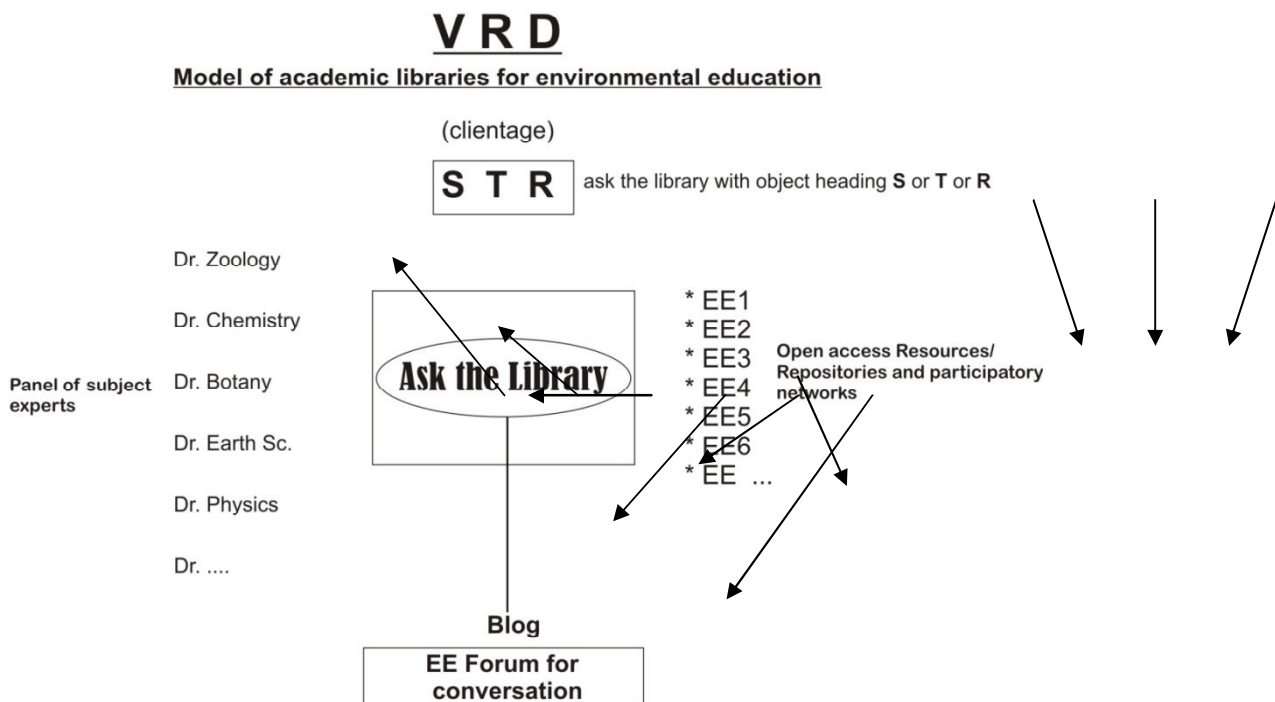 V R D
Model of academic libraries for environmental education
(clientage)
S T R
ask the library with object heading S or T or R
Dr. Zoology
Dr. Chemistry
Dr. Botany
Dr. Earth Sc.
Dr. Physics
Dr. ....
Panel of subject
experts
Ask the Library
* EE1
* EE2
* EE3
* EE4
* EE5
* EE6
* EE ...
Open access Resources/
Repositories and participatory
networks
Blog
EE Forum for
conversation